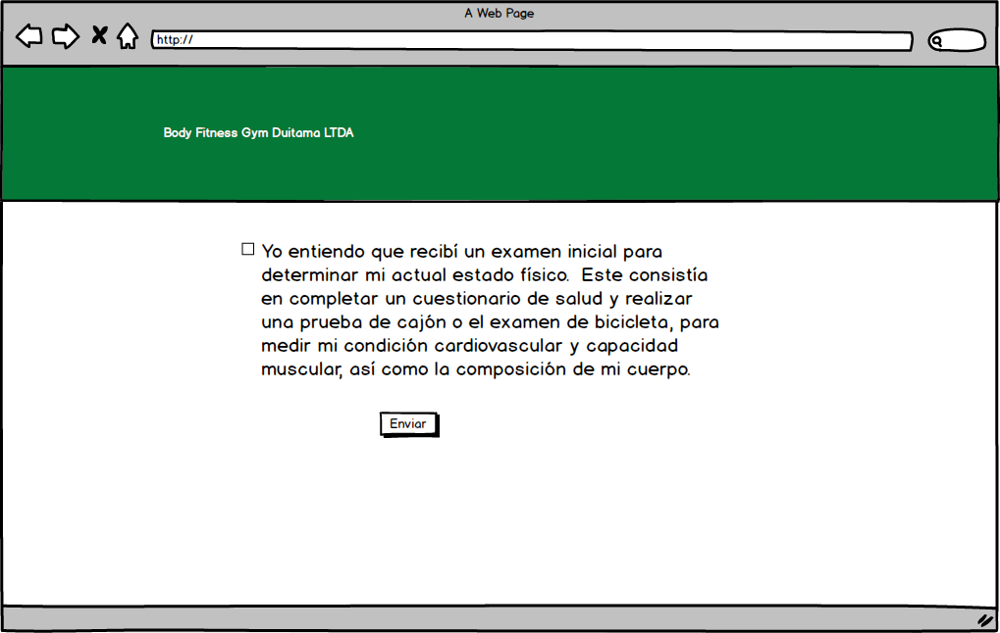 A Web Page
http://
Body Fitness Gym Duitama LTDA
Yo entiendo que recibí un examen inicial para
determinar mi actual estado físico. Este consistía
en completar un cuestionario de salud y realizar
una prueba de cajón o el examen de bicicleta, para
medir mi condición cardiovascular y capacidad
muscular, así como la composición de mi cuerpo.
Enviar